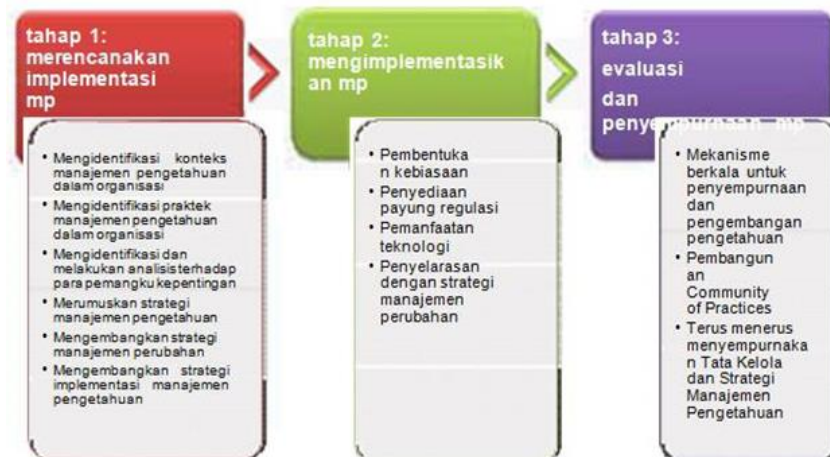 tahap 1:
merencanakan
implementasi
mp
• Mengidentifikasi konteks
manajemen pengetahuan
dalam organisasi
• Mengidentifikasi praktek
manajemen pengetahuan
dalam organisasi
• Mengidentifikasi dan
melakukan analisis terhadap
para pemangku kepentingan
• Merumuskan strategi
manajemen pengetahuan
• Mengembangkan strategi
manajemen perubahan
• Mengembangkan strategi
implementasi manajemen
pengetahuan
tahap 2:
mengimplementasik
an mp
• Pembentuka
n kebiasaan
• Penyediaan
payung regulasi
• Pemanfaatan
teknologi
• Penyelarasan
dengan strategi
manajemen
perubahan
tahap 3:
evaluasi
dan
penyempurnaan mp
• Mekanisme
berkala untuk
penyempurnaan
dan
pengembangan
pengetahuan
• Pembangun
an
Community
of Practices
• Terus menerus
menyempurnaka
n Tata Kelola
dan Strategi
Manajemen
Pengetahuan